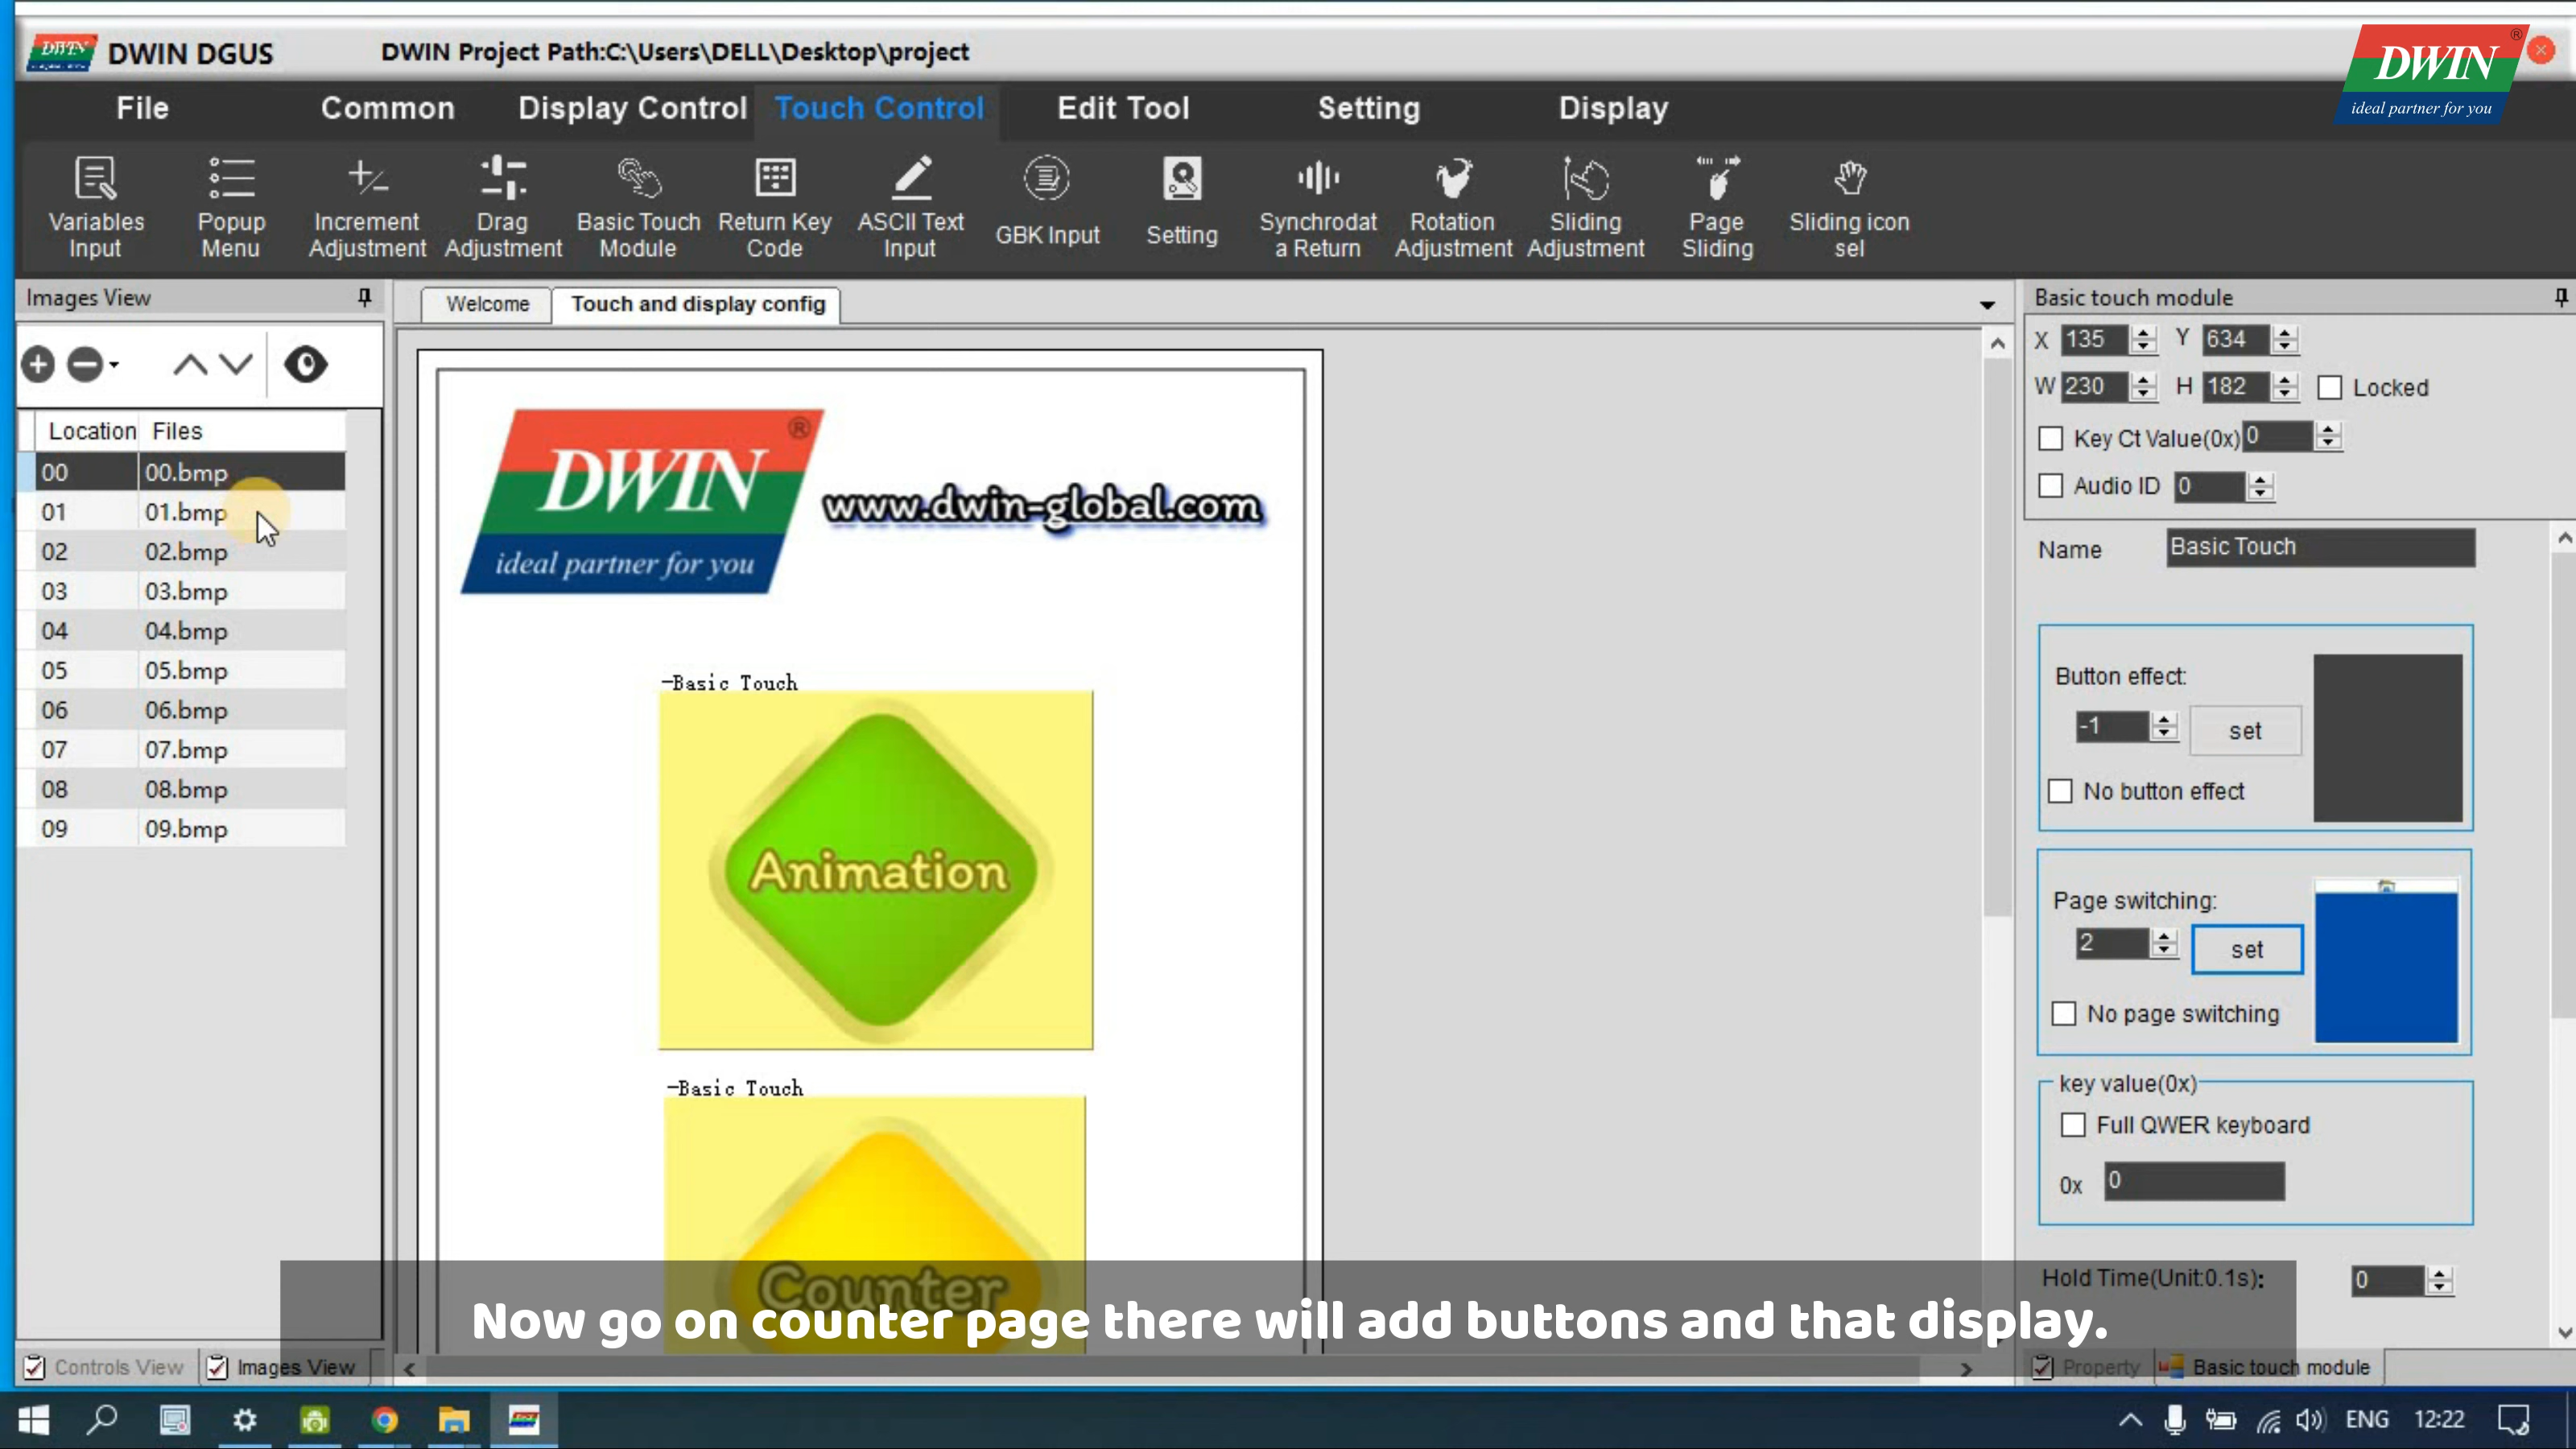 DWIN DGUS DWIN Project Path:C:\Users\DELL\Desktop\project
DWIN ®
ideal partner for you
File Common Display Control Touch Control Edit Tool Setting Display
Variables Input
Popup Menu
Increment Adjustment
Drag Adjustment
Basic Touch Module
Return Key Code
ASCII Text Input
GBK Input
Setting
Synchrodat
a Return
Rotation Adjustment
Sliding Adjustment
Page Sliding
Sliding icon sel
Images View
Location Files
00 00.bmp
01 01.bmp
02 02.bmp
03 03.bmp
04 04.bmp
05 05.bmp
06 06.bmp
07 07.bmp
08 08.bmp
09 09.bmp
Controls View Images View
Welcome Touch and display config
DWIN ®
ideal partner for you
www.dwin-global.com
-Basic Touch
Animation
-Basic Touch
Counter
Basic touch module
X 135 Y 634
W 230 H 182 Locked
Key Ct Value(0x) 0
Audio ID 0
Name Basic Touch
Button effect:
-1 set
No button effect
Page switching:
2 set
No page switching
key value(0x)
Full QWER keyboard
0x 0
Hold Time(Unit:0.1s): 0
Property Basic touch module
Now go on counter page there will add buttons and that display.
ENG 12:22